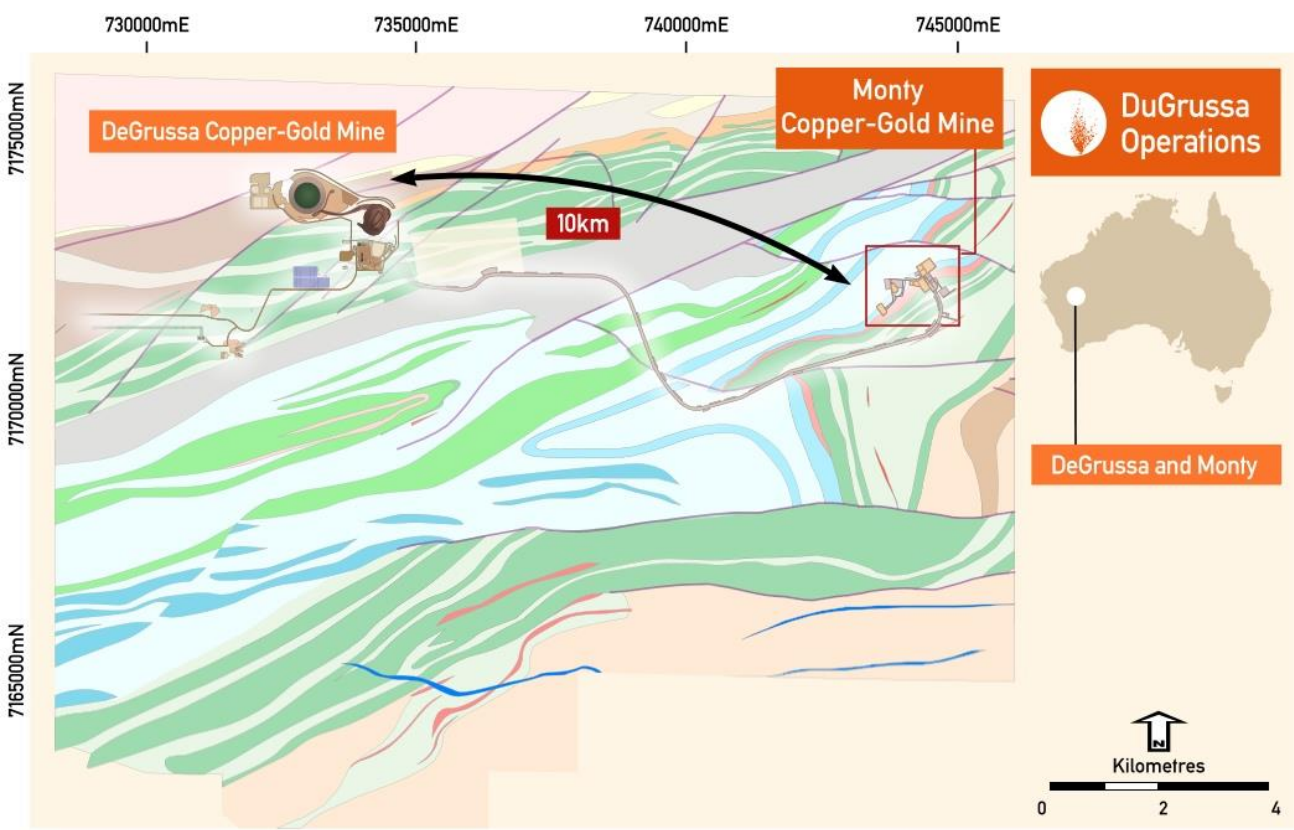 730000mE
735000mE
740000mE
745000mE
7175000mN
7170000mN
7165000mN
DeGrussa Copper-Gold Mine
Monty
Copper-Gold Mine
10km
DuGrussa
Operations
DeGrussa and Monty
N
Kilometres
0 2 4